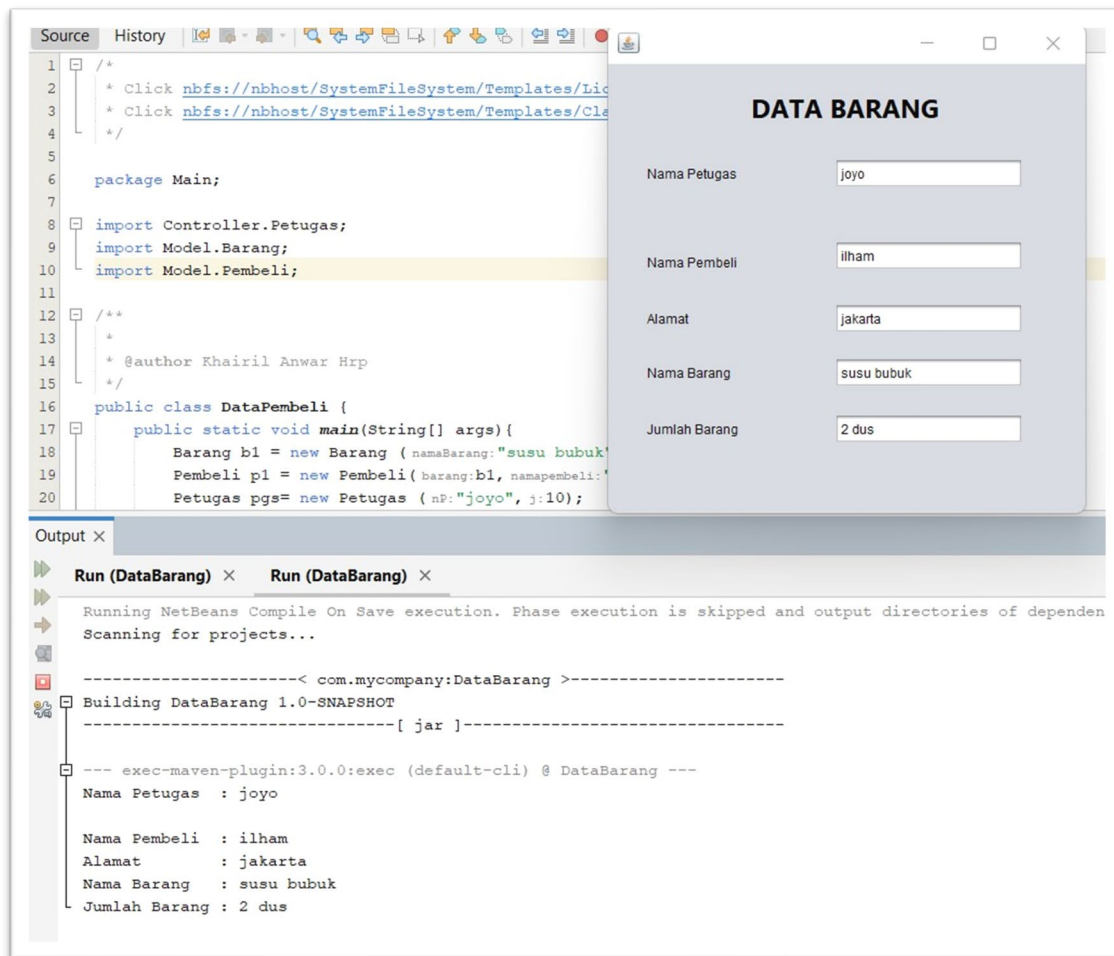 Source History
1 /*
2 * Click nbfs://nbhost/SystemFileSystem/Templates/Lic
3 * Click nbfs://nbhost/SystemFileSystem/Templates/Cla
4 */
5
6 package Main;
7
8 import Controller.Petugas;
9 import Model.Barang;
10 import Model.Pembeli;
11
12 /**
13 *
14 * @author Khairil Anwar Hrp
15 */
16 public class DataPembeli {
17 public static void main(String[] args){
18 Barang b1 = new Barang ( namaBarang:"susu bubuk"
19 Pembeli p1 = new Pembeli( barang:b1, namapembeli:"
20 Petugas pgs= new Petugas ( nP:"joyo", j:10);
DATA BARANG
Nama Petugas joyo
Nama Pembeli ilham
Alamat jakarta
Nama Barang susu bubuk
Jumlah Barang 2 dus
Output ×
Run (DataBarang) × Run (DataBarang) ×
Running NetBeans Compile On Save execution. Phase execution is skipped and output directories of dependen
Scanning for projects...
----------------------< com.mycompany:DataBarang >----------------------
Building DataBarang 1.0-SNAPSHOT
--------------------------------[ jar ]---------------------------------
--- exec-maven-plugin:3.0.0:exec (default-cli) @ DataBarang ---
Nama Petugas : joyo
Nama Pembeli : ilham
Alamat : jakarta
Nama Barang : susu bubuk
Jumlah Barang : 2 dus